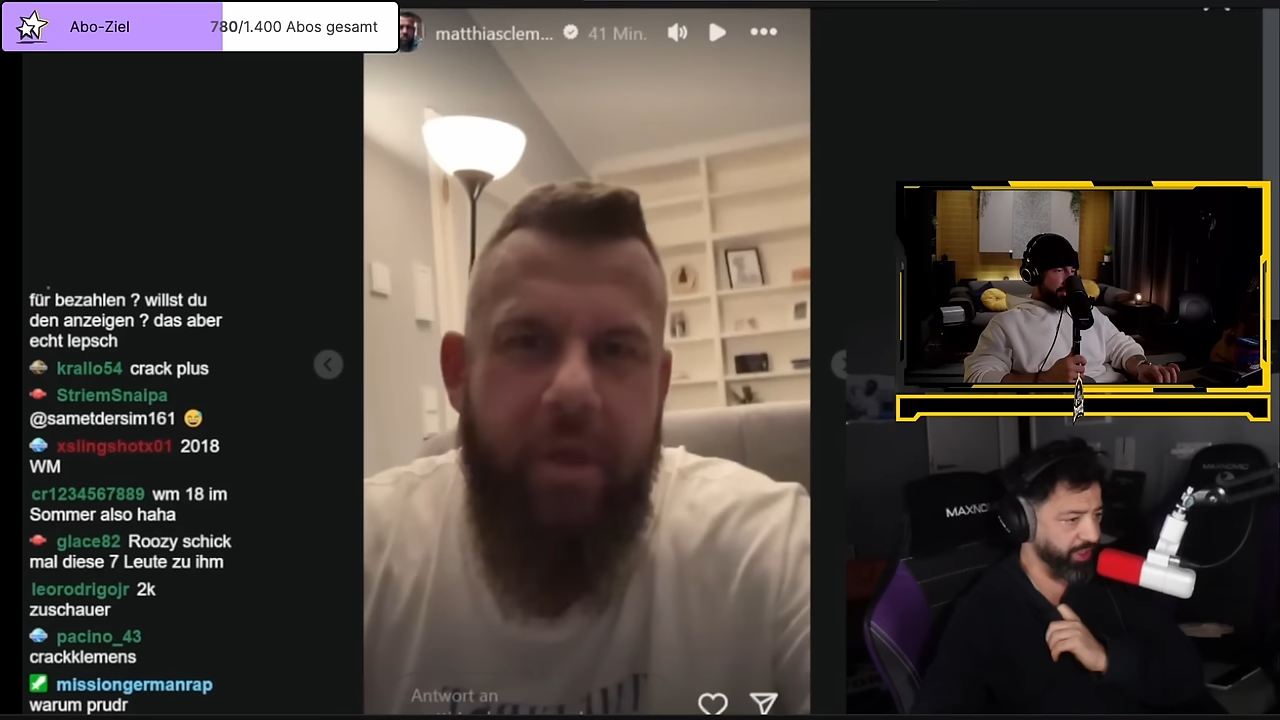 Abo-Ziel 780/1.400 Abos gesamt
matthiasclem... 41 Min.
für bezahlen ? willst du
den anzeigen ? das aber
echt lepsch
krallo54 crack plus
StriemSnaipa
@sametdersim161
xslingshotx01 2018
WM
cr1234567889 wm 18 im
Sommer also haha
glace82 Roozy schick
mal diese 7 Leute zu ihm
leorodrigojr 2k
zuschauer
pacino_43
crackklemens
missiongermanrap
warum prudr
Antwort an
MAXNOMIC